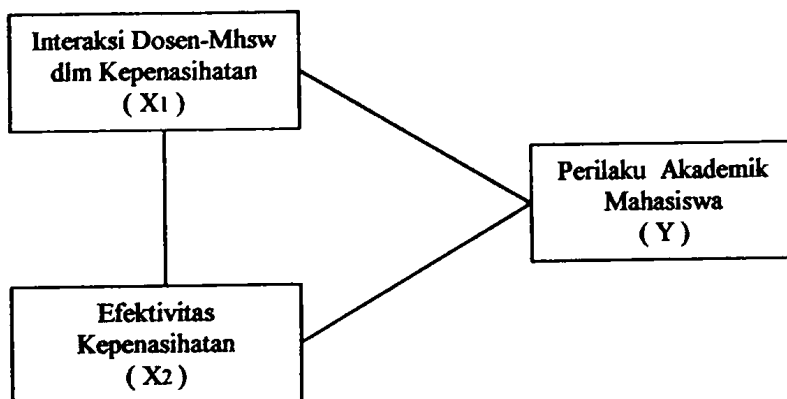 Interaksi Dosen-Mhsw
dlm Kepenasihatan
( X1 )
Perilaku Akademik
Mahasiswa
( Y )
Efektivitas
Kepenasihatan
( X2 )